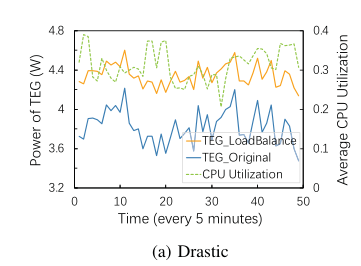 4.8
4.4
4
3.6
3.2
Power of TEG (W)
0.4
0.3
0.2
0.1
0
Average CPU Utilization
TEG_LoadBalance
TEG_Original
CPU Utilization
0 10 20 30 40 50
Time (every 5 minutes)
(a) Drastic